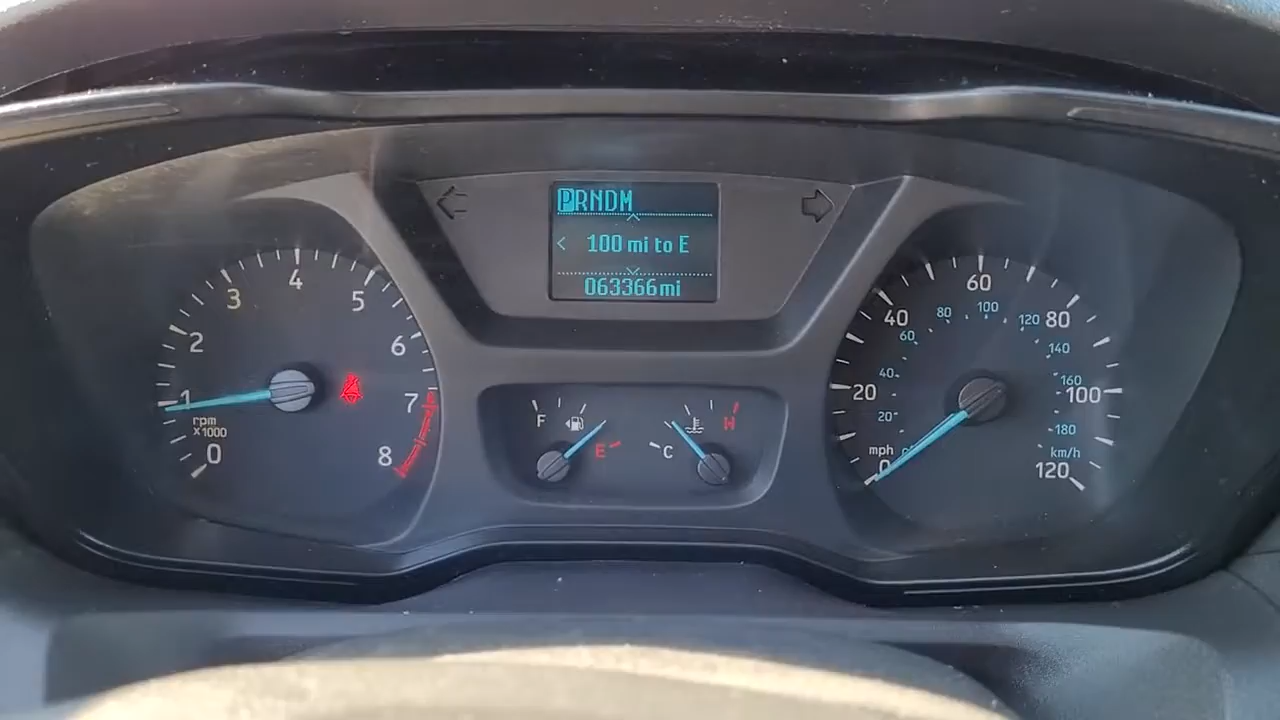 PRNDM
< 100 mi to E
063366mi
0 1 2 3 4 5 6 7 8
rpm
x1000
F E
C H
0 20 40 60 80 100 120
mph
20 40 60 80 100 120 140 160 180
km/h